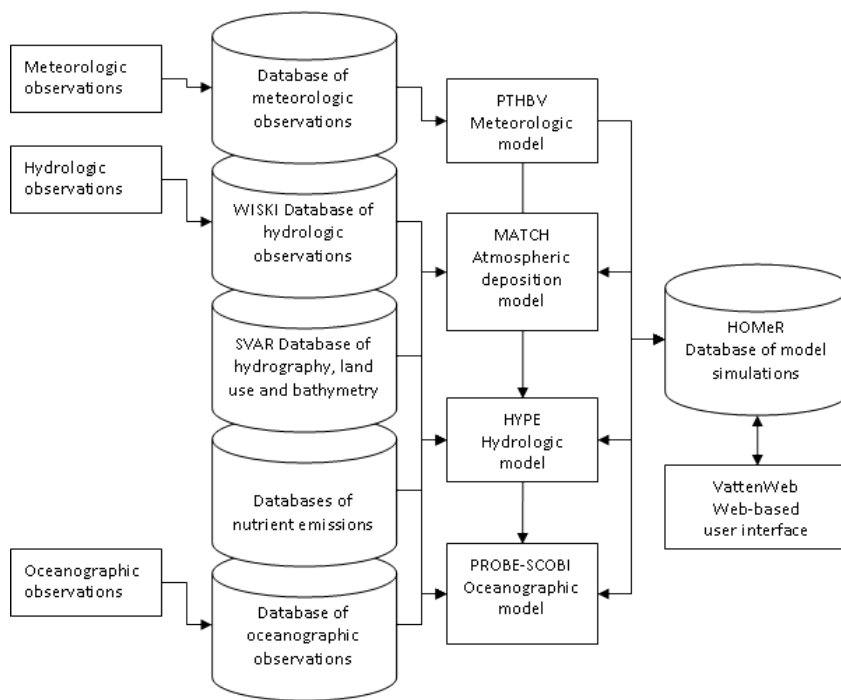 Meteorologic
observations
Database of
meteorologic
observations
PTHBV
Meteorologic
model
Hydrologic
observations
WISKI Database of
hydrologic
observations
MATCH
Atmospheric
deposition
model
SVAR Database of
hydrography, land
use and bathymetry
HOMeR
Database of model
simulations
HYPE
Hydrologic
model
Databases of
nutrient emissions
VattenWeb
Web-based
user interface
Oceanographic
observations
Database of
oceanographic
observations
PROBE-SCOBI
Oceanographic
model